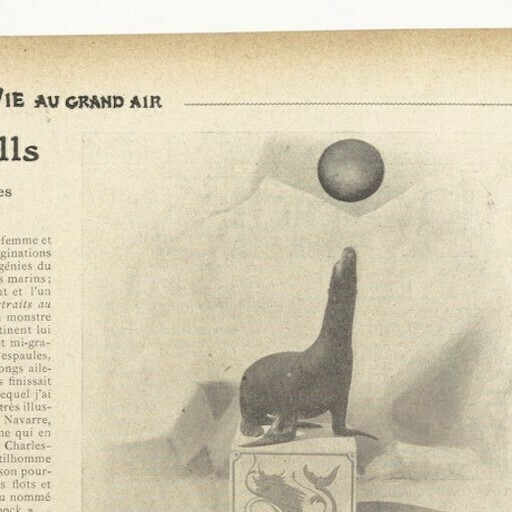 VIE AU GRAND AIR
lls
es
femme et
ginations
génies du
s marins;
nt et l'un
traits au
monstre
tinent lui
t mi-gra-
espaules,
ongs aile-
s finissait
equel j'ai
très illus-
Navarre,
ne qui en
Charles-
tilhomme
son pour-
s flots et
u nommé